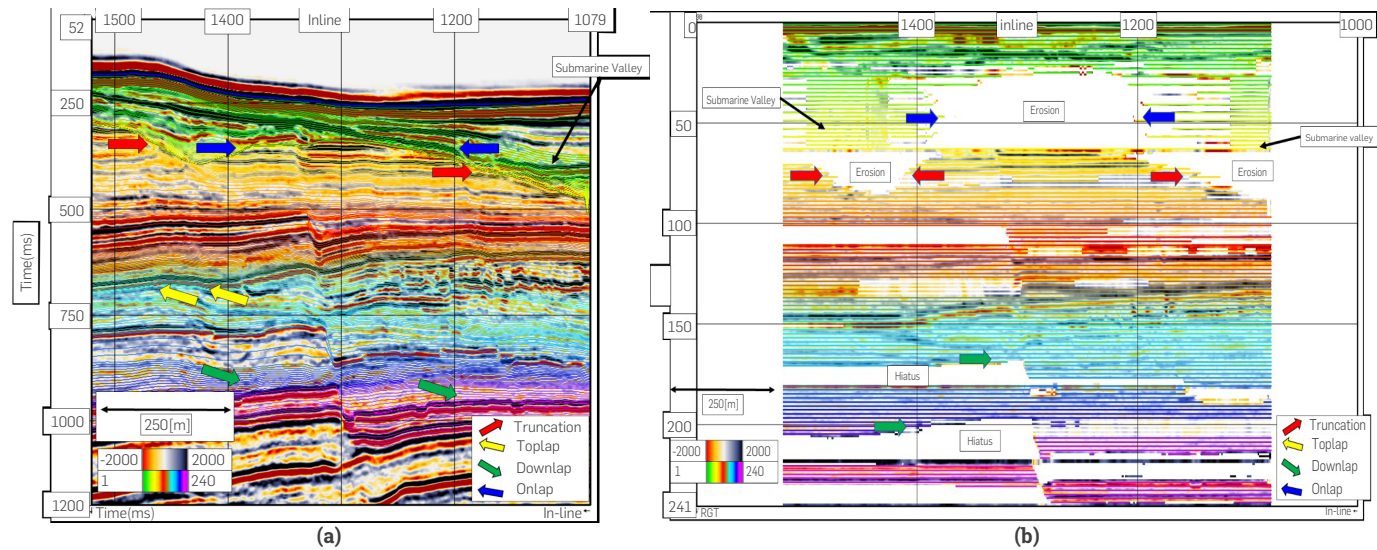 1500 1400 Inline 1200 1079
52
Submarine Valley
250
500
Time(ms)
750
1000
250[m]
Truncation
Toplap
Downlap
Onlap
-2000 2000
1 240
1200
Time(ms) In-line
(a)
0 1400 inline 1200 1000
Submarine Valley
Erosion
50
Submarine valley
Erosion
Erosion
100
150
Hiatus
250[m]
200
Hiatus
Truncation
Toplap
Downlap
Onlap
-2000 2000
1 240
241
RGT In-line
(b)